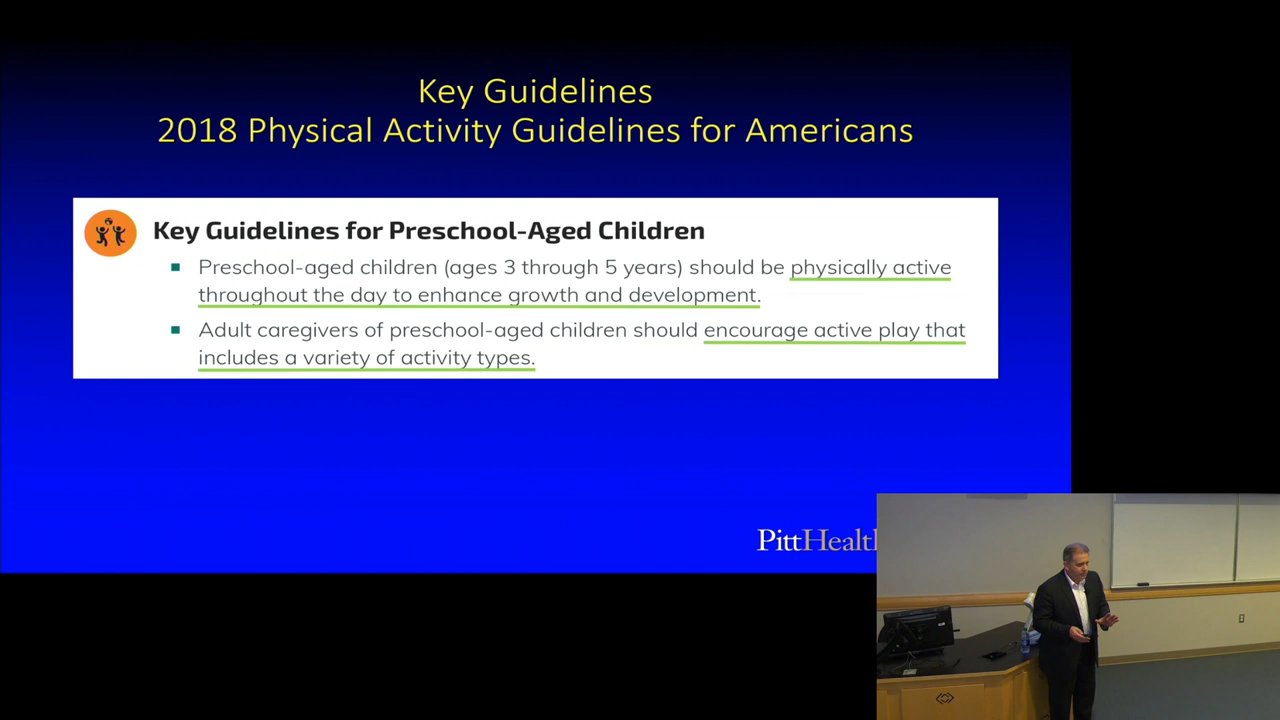 Key Guidelines
2018 Physical Activity Guidelines for Americans
Key Guidelines for Preschool-Aged Children
Preschool-aged children (ages 3 through 5 years) should be physically active
throughout the day to enhance growth and development.
Adult caregivers of preschool-aged children should encourage active play that
includes a variety of activity types.
PittHealth